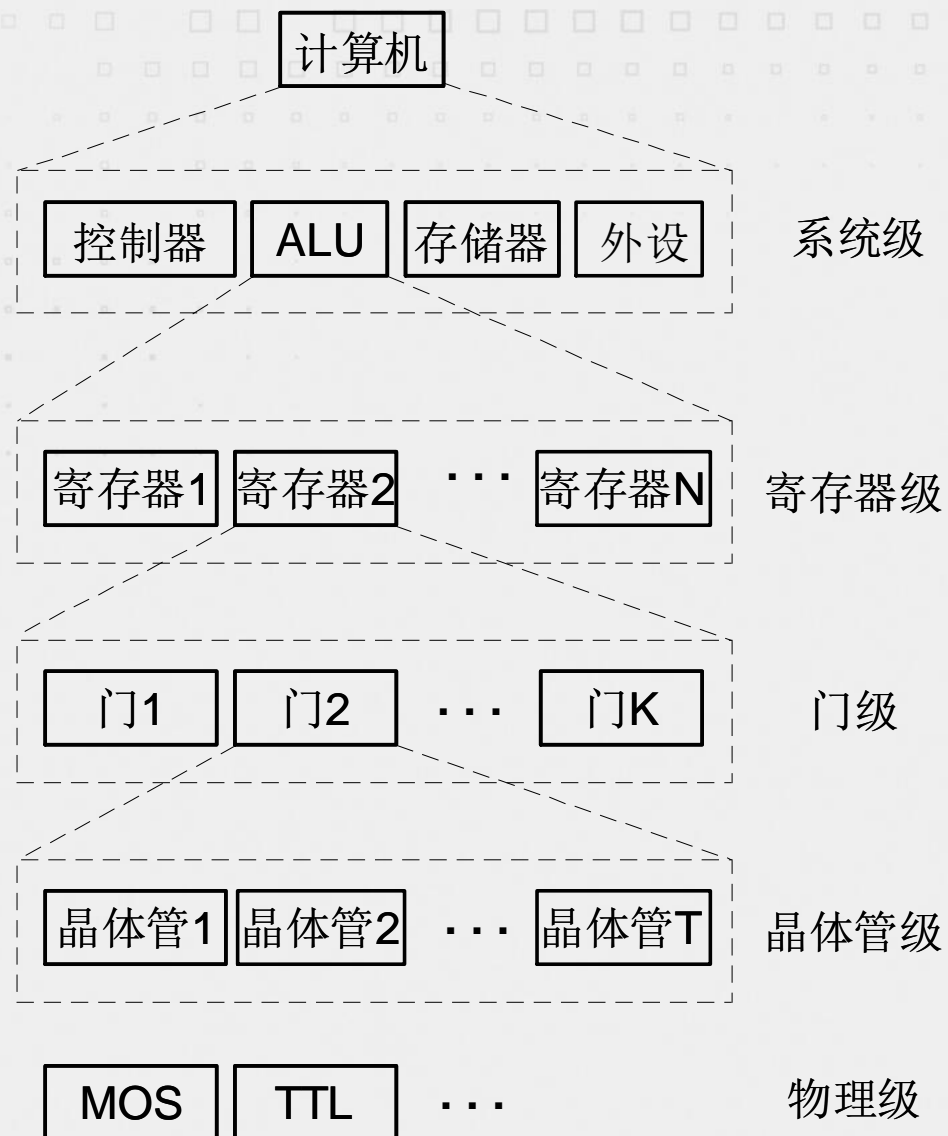 计算机
控制器 ALU 存储器 外设 系统级
寄存器1 寄存器2 ··· 寄存器N 寄存器级
门1 门2 ··· 门K 门级
晶体管1 晶体管2 ··· 晶体管T 晶体管级
MOS TTL ··· 物理级